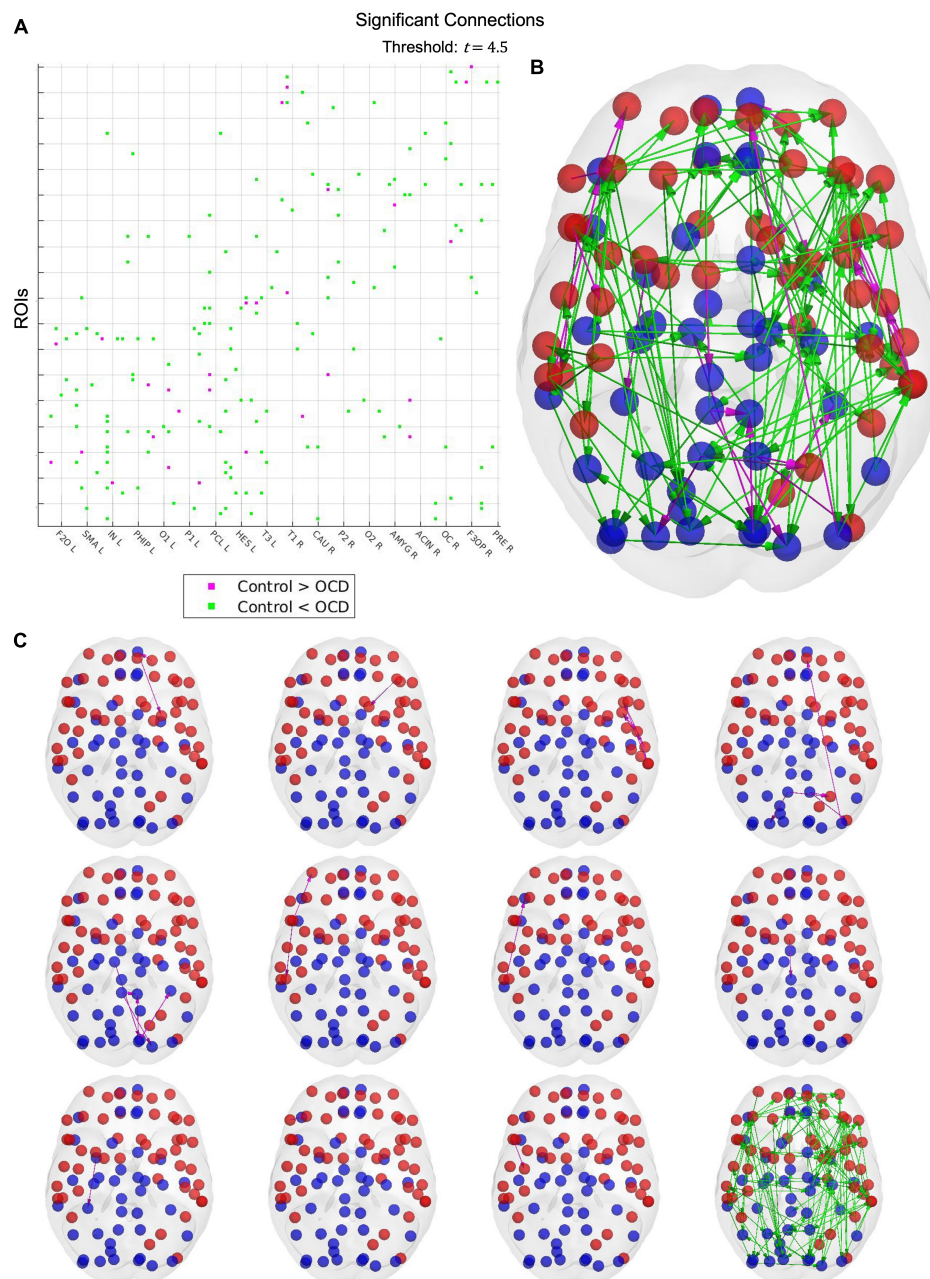 A
Significant Connections
Threshold: t = 4.5
B
ROIs
F2O L
SMA L
IN L
PHIP L
O1 L
P1 L
PCL L
HES L
T3 L
T1 R
CAU R
P2 R
O2 R
AMYG R
ACIN R
OC R
F3OP R
PRE R
Control > OCD
Control < OCD
C